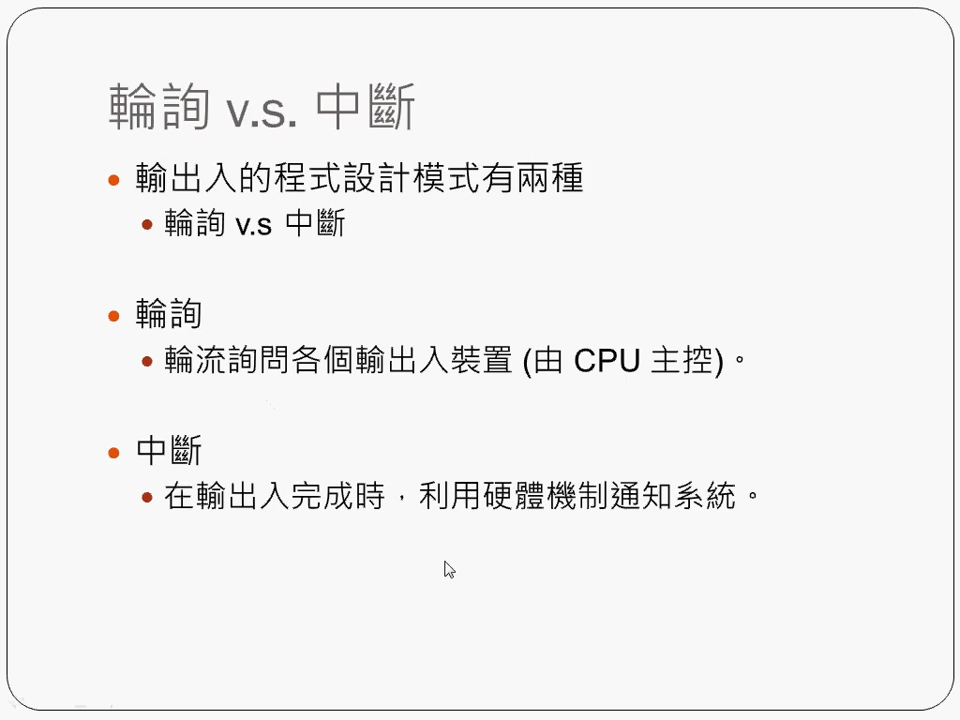 輪詢 v.s. 中斷
輸出入的程式設計模式有兩種
輪詢 v.s 中斷
輪詢
輪流詢問各個輸出入裝置 (由 CPU 主控)。
中斷
在輸出入完成時，利用硬體機制通知系統。